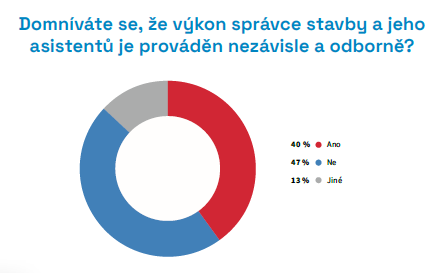 Domníváte se, že výkon správce stavby a jeho
asistentů je prováděn nezávisle a odborně?
40 % Ano
47 % Ne
13 % Jiné